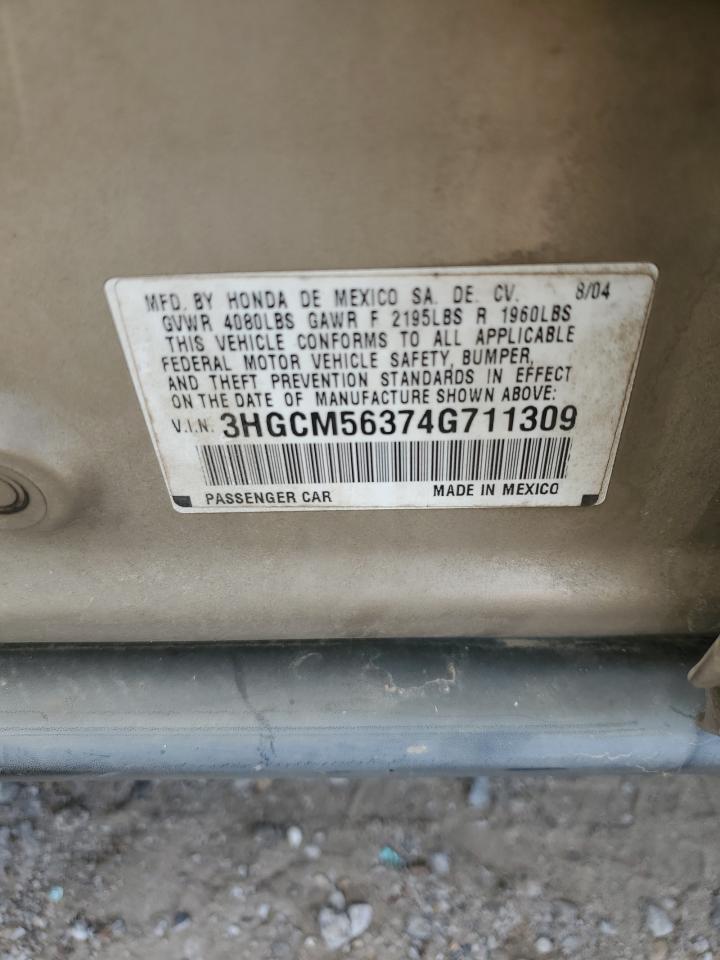 MFD. BY HONDA DE MEXICO SA. DE. CV. 8/04
GVWR 4080LBS GAWR F 2195LBS R 1960LBS
THIS VEHICLE CONFORMS TO ALL APPLICABLE
FEDERAL MOTOR VEHICLE SAFETY, BUMPER,
AND THEFT PREVENTION STANDARDS IN EFFECT
ON THE DATE OF MANUFACTURE SHOWN ABOVE:
V.I.N. 3HGCM56374G711309
PASSENGER CAR MADE IN MEXICO